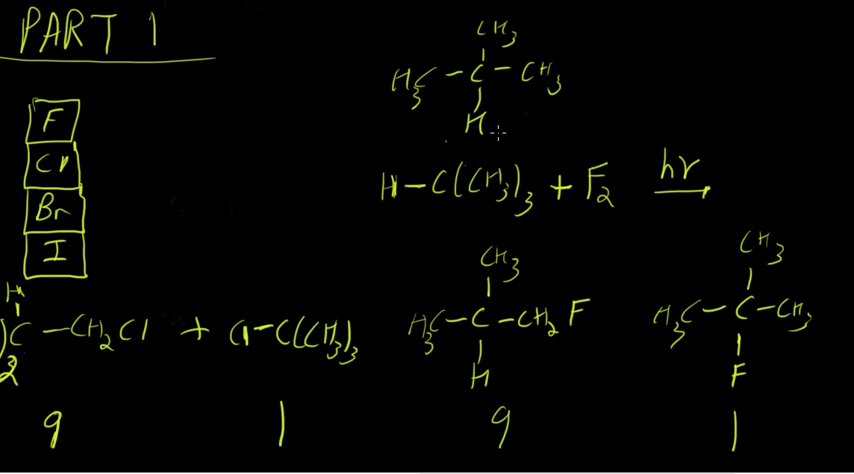 PART 1
CH3
H3C - C - CH3
H
F
Cl
Br
I
H-C(CH3)3 + F2 hν
CH3
CH3
H
)2 C - CH2Cl + Cl-C(CH3)3
H3C - C - CH2F
H3C - C - CH3
H
F
9 1 9 1